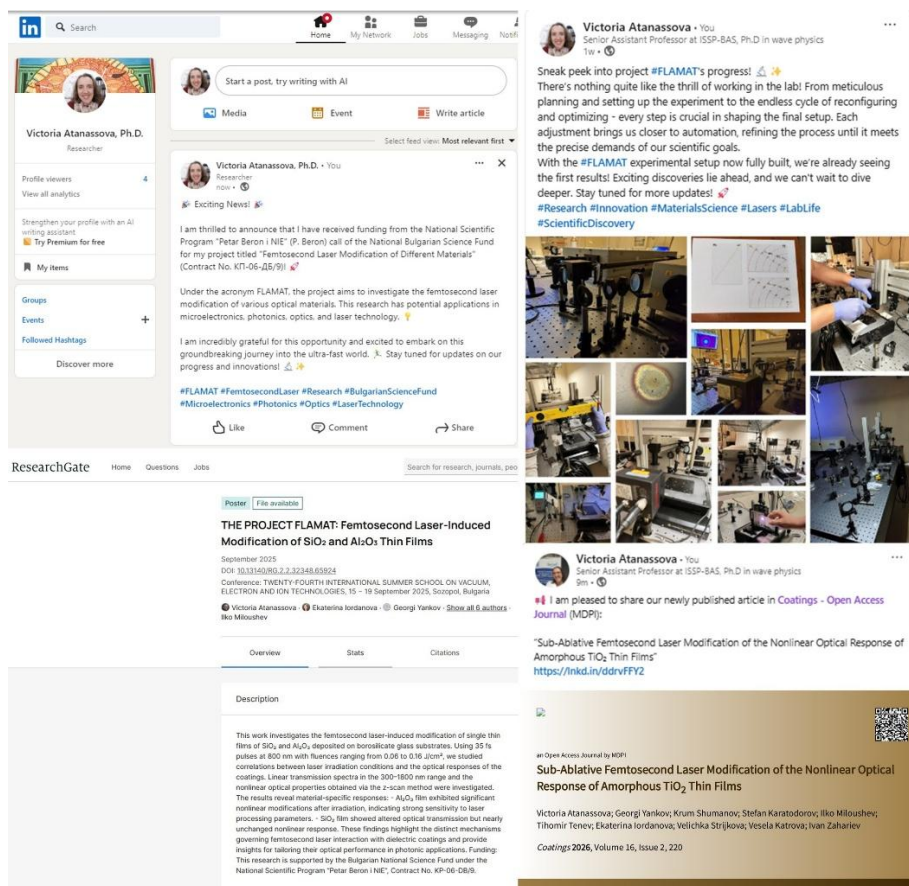 in
Search
Home
My Network
Jobs
Messaging
Victoria Atanassova, Ph.D.
Researcher
Profile viewers 4
View all analytics
Strengthen your profile with an AI
writing assistant
Try Premium for free
My items
Groups
Events +
Followed Hashtags
Discover more
Start a post, try writing with AI
Media
Event
Write article
Select feed view: Most relevant first
Victoria Atanassova, Ph.D. • You
Researcher
now •
Exciting News!
I am thrilled to announce that I have received funding from the National Scientific
Program "Petar Beron i NIE" (P. Beron) call of the National Bulgarian Science Fund
for my project titled "Femtosecond Laser Modification of Different Materials"
(Contract No. КП-06-ДБ/9)!
Under the acronym FLAMAT, the project aims to investigate the femtosecond laser
modification of various optical materials. This research has potential applications in
microelectronics, photonics, optics, and laser technology.
I am incredibly grateful for this opportunity and excited to embark on this
groundbreaking journey into the ultra-fast world. Stay tuned for updates on our
progress and innovations!
#FLAMAT #FemtosecondLaser #Research #BulgarianScienceFund
#Microelectronics #Photonics #Optics #LaserTechnology
Like
Comment
Share
Victoria Atanassova • You
Senior Assistant Professor at ISSP-BAS, Ph.D in wave physics
1w •
Sneak peek into project #FLAMAT's progress!
There's nothing quite like the thrill of working in the lab! From meticulous
planning and setting up the experiment to the endless cycle of reconfiguring
and optimizing - every step is crucial in shaping the final setup. Each
adjustment brings us closer to automation, refining the process until it meets
the precise demands of our scientific goals.
With the #FLAMAT experimental setup now fully built, we're already seeing
the first results! Exciting discoveries lie ahead, and we can't wait to dive
deeper. Stay tuned for more updates!
#Research #Innovation #MaterialsScience #Lasers #LabLife
#ScientificDiscovery
ResearchGate
Home
Questions
Jobs
Search for research, journals, peo
Poster
File available
THE PROJECT FLAMAT: Femtosecond Laser-Induced
Modification of SiO₂ and Al₂O₃ Thin Films
September 2025
DOI: 10.13140/RG.2.2.32348.65924
Conference: TWENTY-FOURTH INTERNATIONAL SUMMER SCHOOL ON VACUUM,
ELECTRON AND ION TECHNOLOGIES, 15 – 19 September 2025, Sozopol, Bulgaria
Victoria Atanassova · Ekaterina Iordanova · Georgi Yankov · Show all 6 authors ·
Ilko Miloushev
Overview
Stats
Citations
Description
This work investigates the femtosecond laser-induced modification of single thin
films of SiO₂ and Al₂O₃ deposited on borosilicate glass substrates. Using 35 fs
pulses at 800 nm with fluences ranging from 0.06 to 0.16 J/cm², we studied
correlations between laser irradiation conditions and the optical responses of the
coatings. Linear transmission spectra in the 300–1800 nm range and the
nonlinear optical properties obtained via the z-scan method were investigated.
The results reveal material-specific responses: - Al₂O₃ film exhibited significant
nonlinear modifications after irradiation, indicating strong sensitivity to laser
processing parameters. - SiO₂ film showed altered optical transmission but nearly
unchanged nonlinear response. These findings highlight the distinct mechanisms
governing femtosecond laser interaction with dielectric coatings and provide
insights for tailoring their optical performance in photonic applications. Funding:
This research is supported by the Bulgarian National Science Fund under the
National Scientific Program "Petar Beron i NIE", Contract No. KP-06-DB/9.
Victoria Atanassova • You
Senior Assistant Professor at ISSP-BAS, Ph.D in wave physics
9m •
I am pleased to share our newly published article in Coatings - Open Access
Journal (MDPI):
"Sub-Ablative Femtosecond Laser Modification of the Nonlinear Optical Response of
Amorphous TiO₂ Thin Films"
https://lnkd.in/ddrvFFY2
an Open Access Journal by MDPI
Sub-Ablative Femtosecond Laser Modification of the Nonlinear Optical
Response of Amorphous TiO₂ Thin Films
Victoria Atanassova; Georgi Yankov; Krum Shumanov; Stefan Karatodorov; Ilko Miloushev;
Tihomir Tenev; Ekaterina Iordanova; Velichka Strijkova; Vesela Katrova; Ivan Zahariev
Coatings 2026, Volume 16, Issue 2, 220